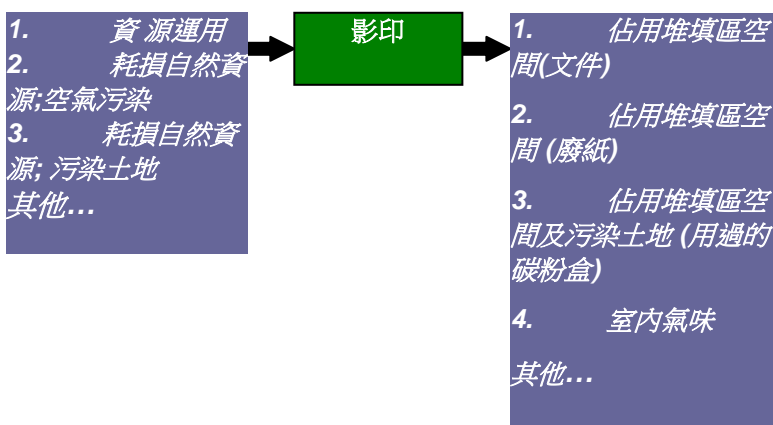 1. 資 源運用
2. 耗損自然資
源;空氣污染
3. 耗損自然資
源; 污染土地
其他…
影印
1. 佔用堆填區空
間(文件)
2. 佔用堆填區空
間 (廢紙)
3. 佔用堆填區空
間及污染土地 (用過的
碳粉盒)
4. 室內氣味
其他…